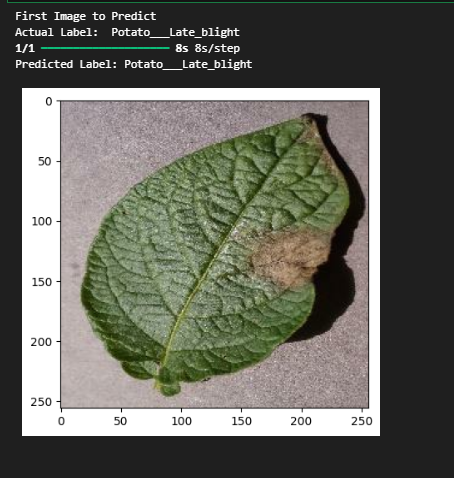 First Image to Predict
Actual Label:  Potato___Late_blight
1/1 ━━━━━━━━━━━━━━━━━━━━ 8s 8s/step
Predicted Label: Potato___Late_blight
0
50
100
150
200
250
0 50 100 150 200 250